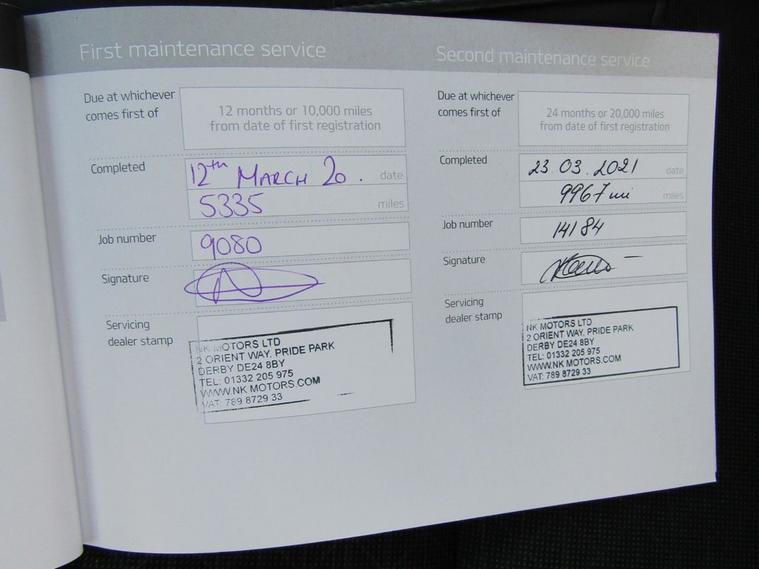 First maintenance service
Due at whichever
comes first of
12 months or 10,000 miles
from date of first registration
Completed
12th MARCH 20. date
5335 miles
Job number
9080
Signature
Servicing
dealer stamp
NK MOTORS LTD
2 ORIENT WAY, PRIDE PARK
DERBY DE24 8BY
TEL: 01332 205 975
WWW.NK MOTORS.COM
VAT: 789 8729 33
Second maintenance service
Due at whichever
comes first of
24 months or 20,000 miles
from date of first registration
Completed
23.03.2021 date
9967 mi miles
Job number
14184
Signature
Servicing
dealer stamp
NK MOTORS LTD
2 ORIENT WAY, PRIDE PARK
DERBY DE24 8BY
TEL: 01332 205 975
WWW.NK MOTORS.COM
VAT: 789 8729 33